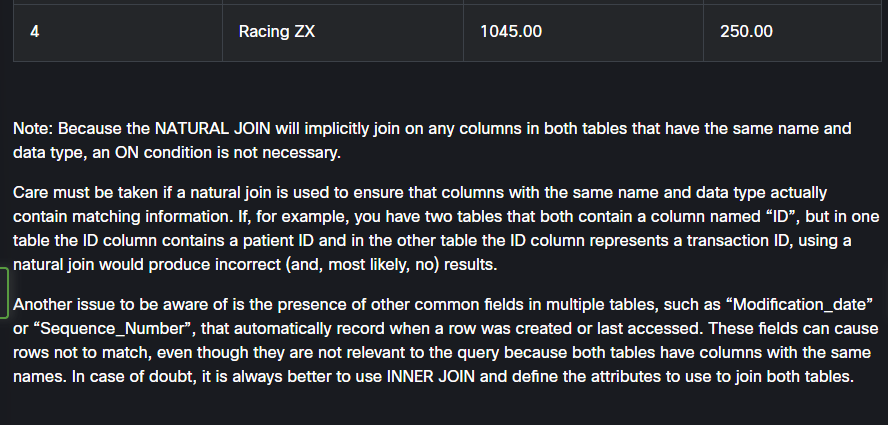 4 Racing ZX 1045.00 250.00
Note: Because the NATURAL JOIN will implicitly join on any columns in both tables that have the same name and
data type, an ON condition is not necessary.
Care must be taken if a natural join is used to ensure that columns with the same name and data type actually
contain matching information. If, for example, you have two tables that both contain a column named “ID”, but in one
table the ID column contains a patient ID and in the other table the ID column represents a transaction ID, using a
natural join would produce incorrect (and, most likely, no) results.
Another issue to be aware of is the presence of other common fields in multiple tables, such as “Modification_date”
or “Sequence_Number”, that automatically record when a row was created or last accessed. These fields can cause
rows not to match, even though they are not relevant to the query because both tables have columns with the same
names. In case of doubt, it is always better to use INNER JOIN and define the attributes to use to join both tables.